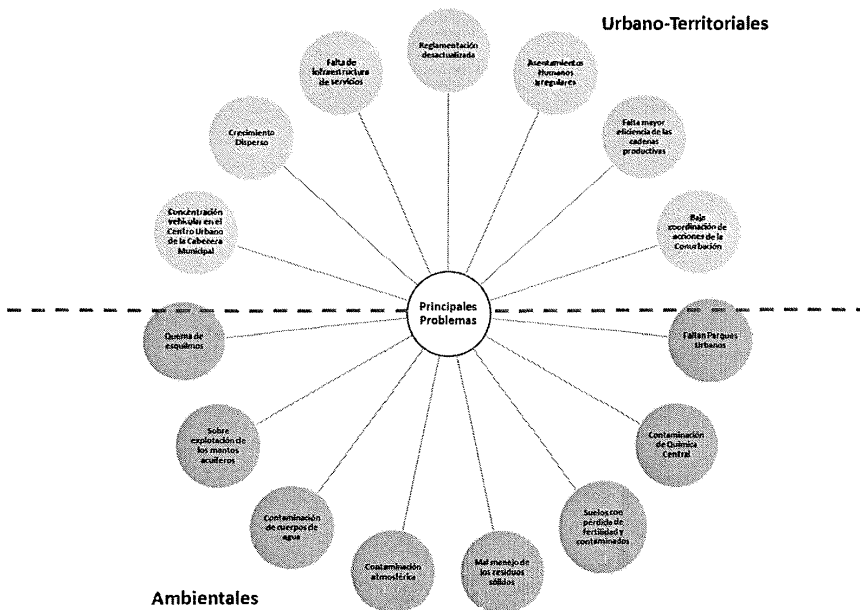 Urbano-Territoriales
Reglamentación
desactualizada
Falta de
Infraestructura
de servicios
Asentamientos
Humanos
Irregulares
Crecimiento
Disperso
Falta mayor
eficiencia de las
cadenas
productivas
Concentración
vehicular en el
Centro Urbano
de la Cabecera
Municipal
Baja
coordinación de
acciones de la
Conurbación
Principales
Problemas
Quema de
esquilmos
Faltan Parques
Urbanos
Sobre
explotación de
los mantos
acuíferos
Contaminación
de Química
Central
Contaminación
de cuerpos de
agua
Suelos con
pérdida de
fertilidad y
contaminados
Contaminación
atmosférica
Mal manejo de
los residuos
sólidos
Ambientales